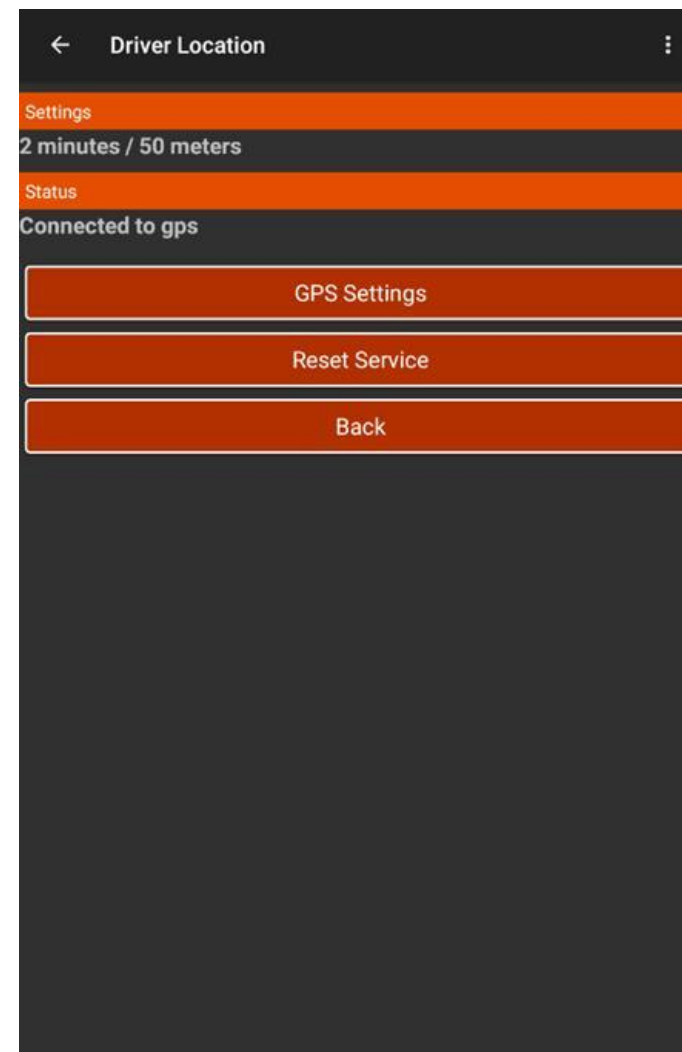 Driver Location
Settings
2 minutes / 50 meters
Status
Connected to gps
GPS Settings
Reset Service
Back